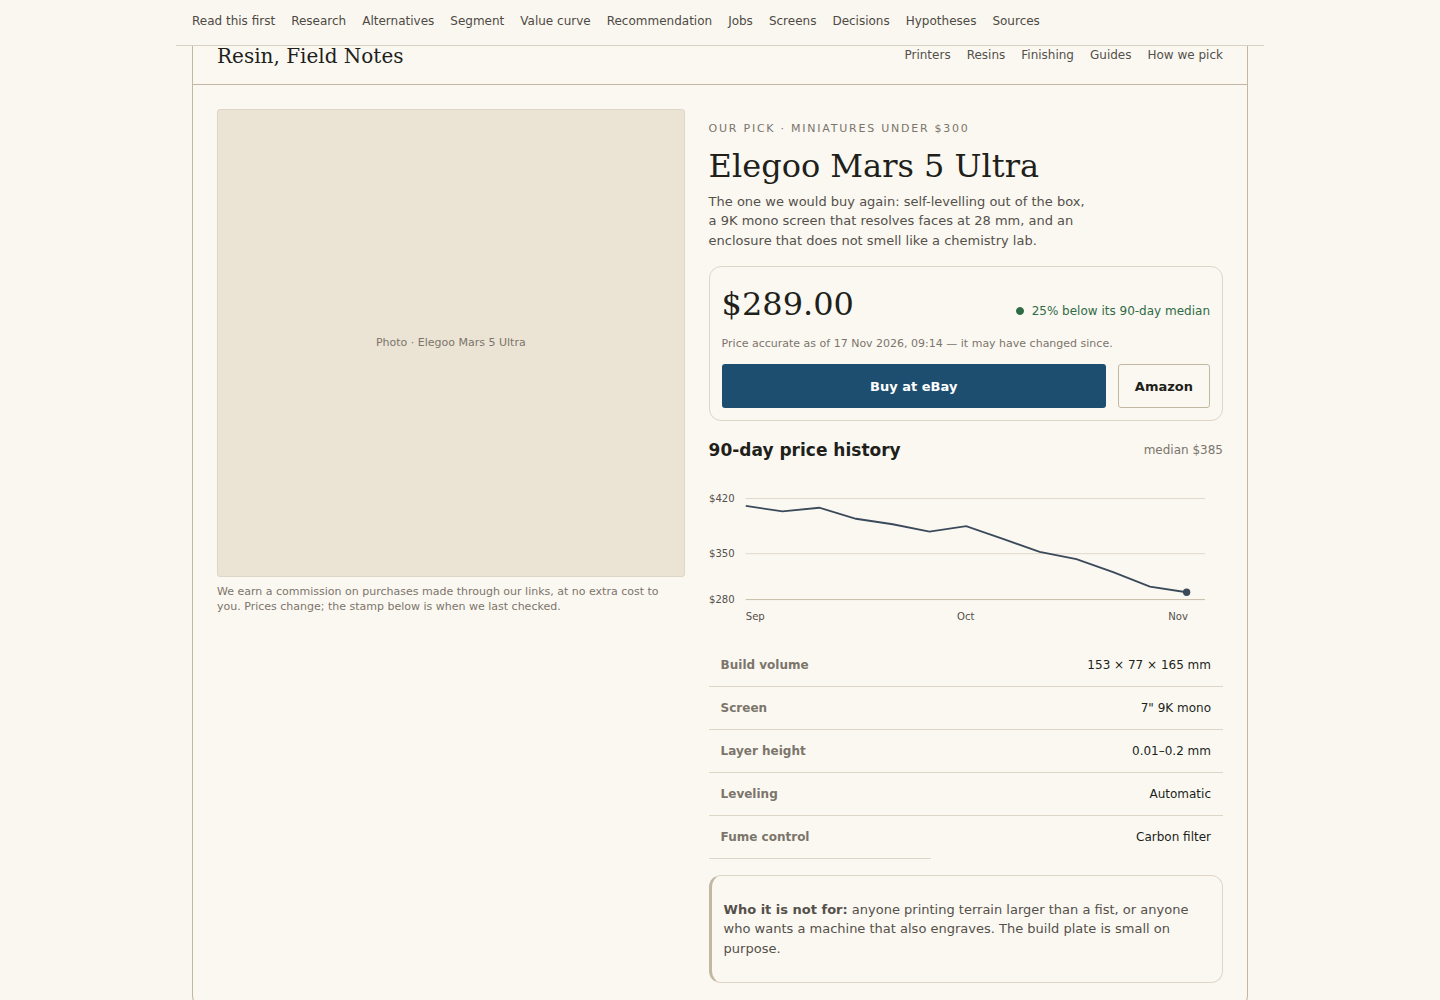 Read this first Research Alternatives Segment Value curve Recommendation Jobs Screens Decisions Hypotheses Sources
Resin, Field Notes
Printers Resins Finishing Guides How we pick
Photo · Elegoo Mars 5 Ultra
We earn a commission on purchases made through our links, at no extra cost to
you. Prices change; the stamp below is when we last checked.
OUR PICK · MINIATURES UNDER $300
Elegoo Mars 5 Ultra
The one we would buy again: self-levelling out of the box,
a 9K mono screen that resolves faces at 28 mm, and an
enclosure that does not smell like a chemistry lab.
$289.00
25% below its 90-day median
Price accurate as of 17 Nov 2026, 09:14 — it may have changed since.
Buy at eBay
Amazon
90-day price history
median $385
$420
$350
$280
Sep Oct Nov
Build volume 153 × 77 × 165 mm
Screen 7" 9K mono
Layer height 0.01–0.2 mm
Leveling Automatic
Fume control Carbon filter
Who it is not for: anyone printing terrain larger than a fist, or anyone
who wants a machine that also engraves. The build plate is small on
purpose.